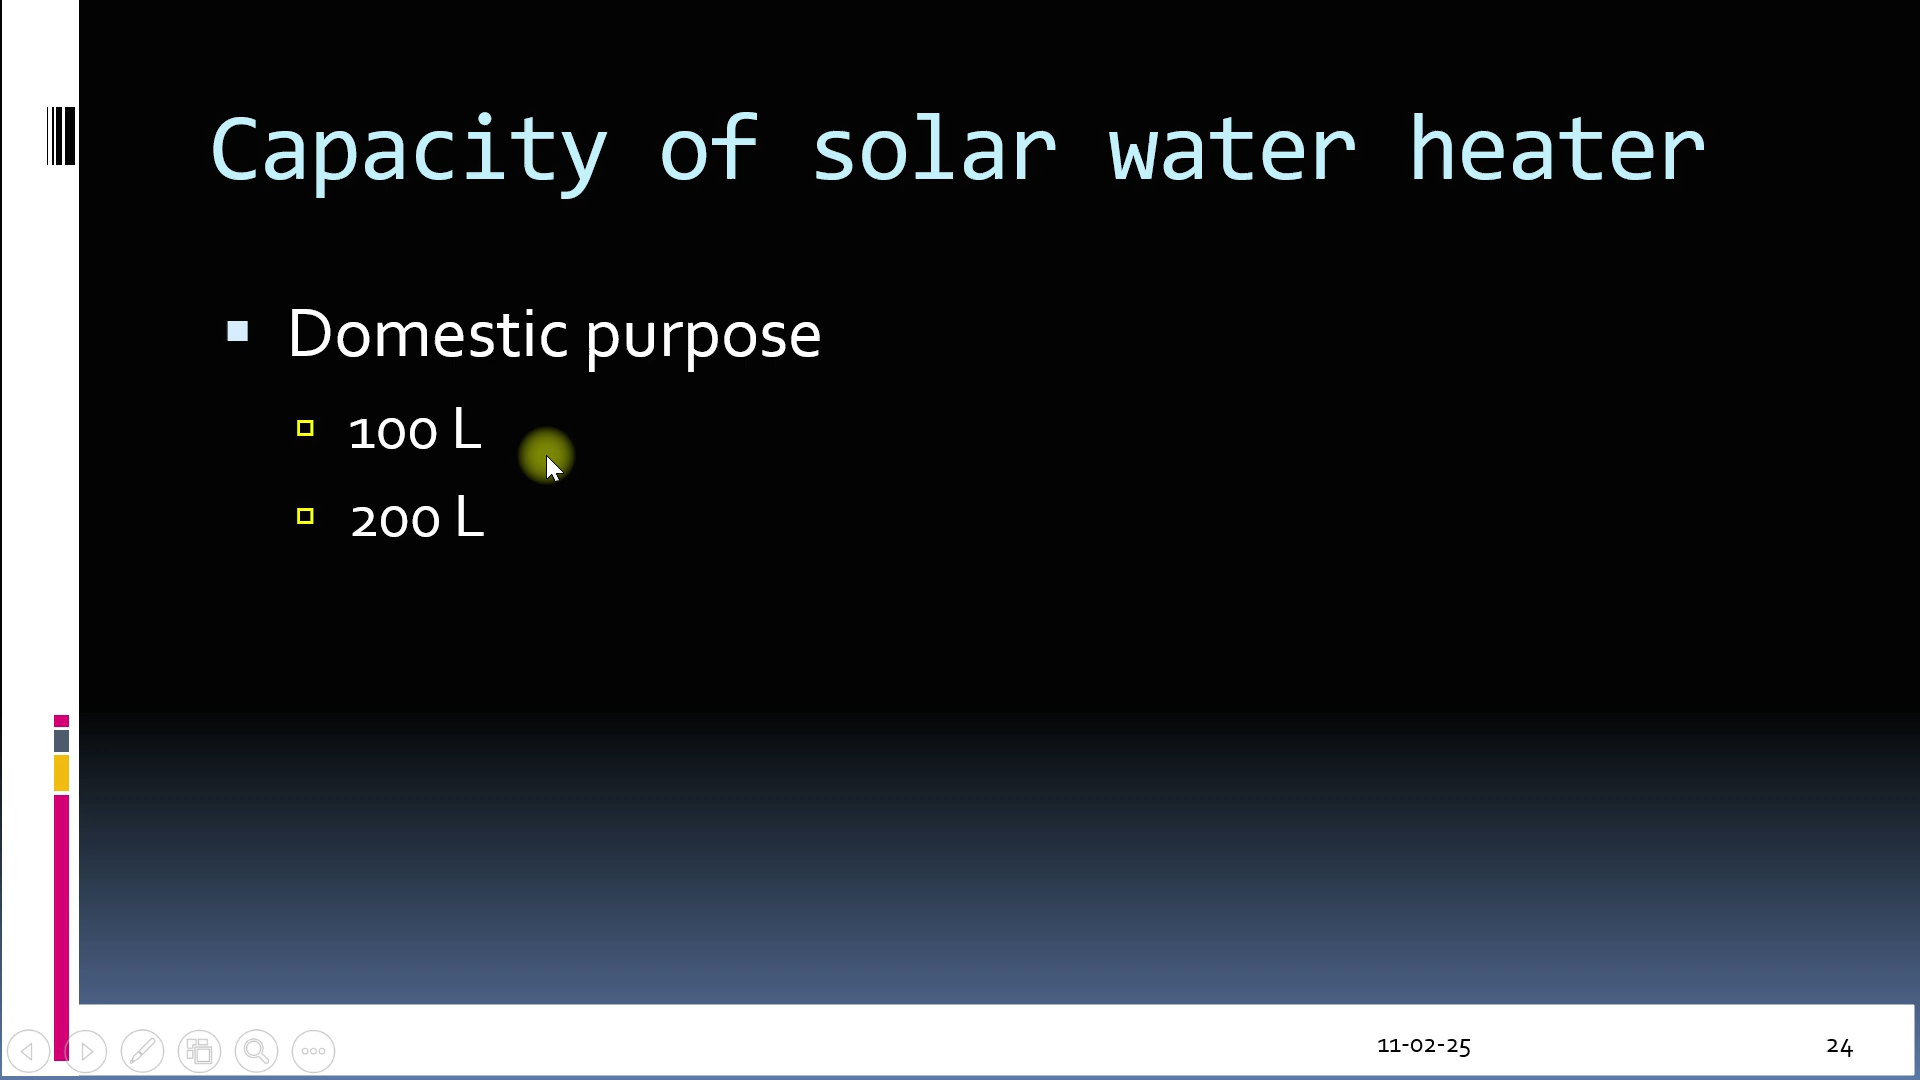 Capacity of solar water heater
Domestic purpose
100 L
200 L
11-02-25
24